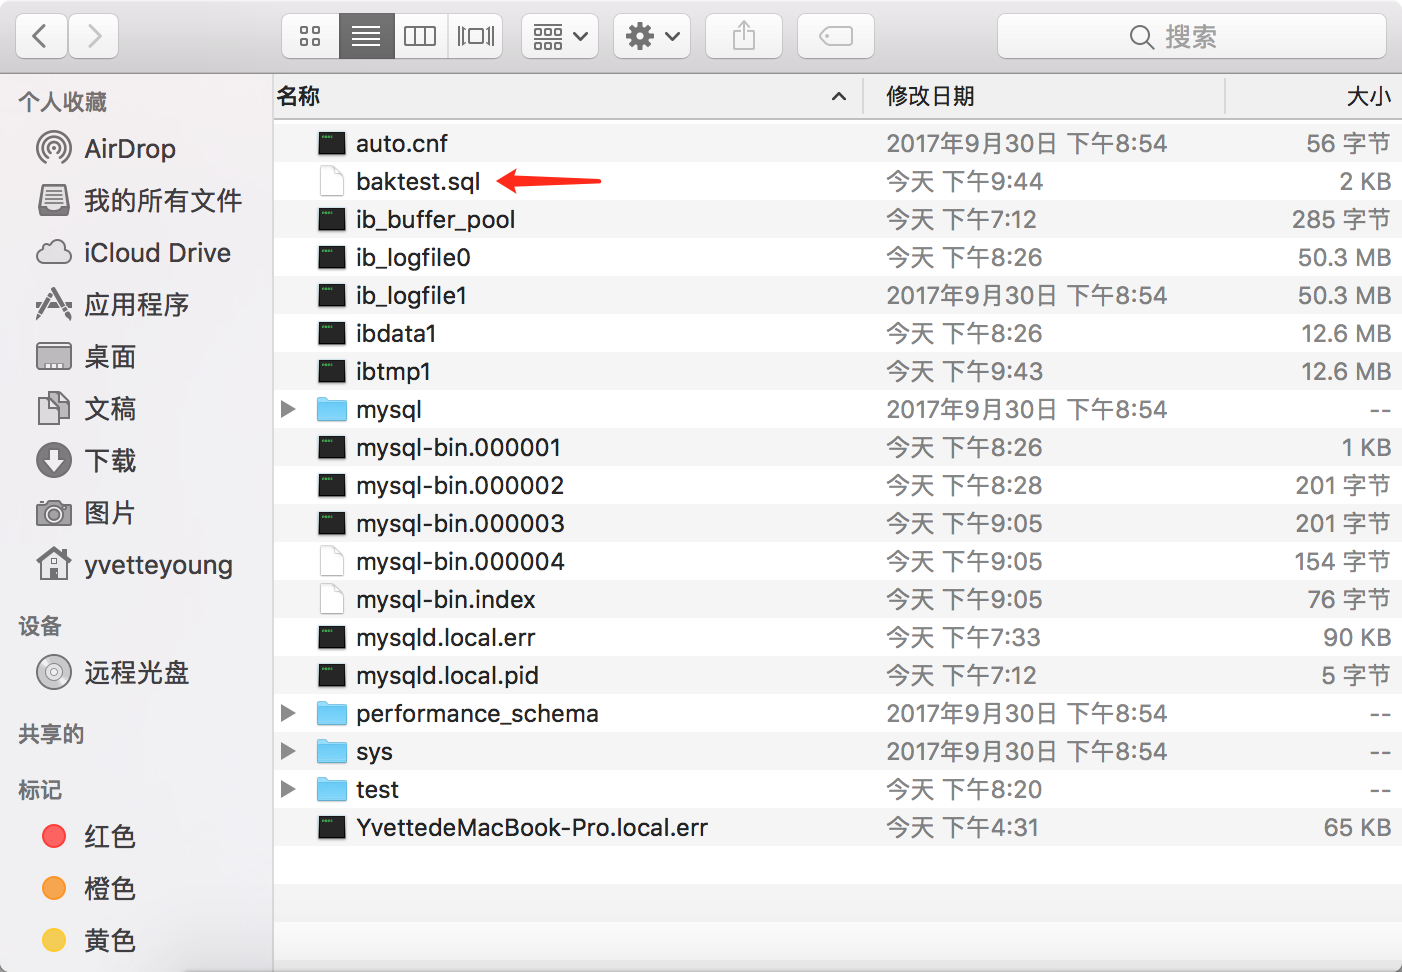 搜索
个人收藏
AirDrop
我的所有文件
iCloud Drive
应用程序
桌面
文稿
下载
图片
yvetteyoung
设备
远程光盘
共享的
标记
红色
橙色
黄色
名称 修改日期 大小
auto.cnf 2017年9月30日 下午8:54 56 字节
baktest.sql 今天 下午9:44 2 KB
ib_buffer_pool 今天 下午7:12 285 字节
ib_logfile0 今天 下午8:26 50.3 MB
ib_logfile1 2017年9月30日 下午8:54 50.3 MB
ibdata1 今天 下午8:26 12.6 MB
ibtmp1 今天 下午9:43 12.6 MB
mysql 2017年9月30日 下午8:54 --
mysql-bin.000001 今天 下午8:26 1 KB
mysql-bin.000002 今天 下午8:28 201 字节
mysql-bin.000003 今天 下午9:05 201 字节
mysql-bin.000004 今天 下午9:05 154 字节
mysql-bin.index 今天 下午9:05 76 字节
mysqld.local.err 今天 下午7:33 90 KB
mysqld.local.pid 今天 下午7:12 5 字节
performance_schema 2017年9月30日 下午8:54 --
sys 2017年9月30日 下午8:54 --
test 今天 下午8:20 --
YvettedeMacBook-Pro.local.err 今天 下午4:31 65 KB